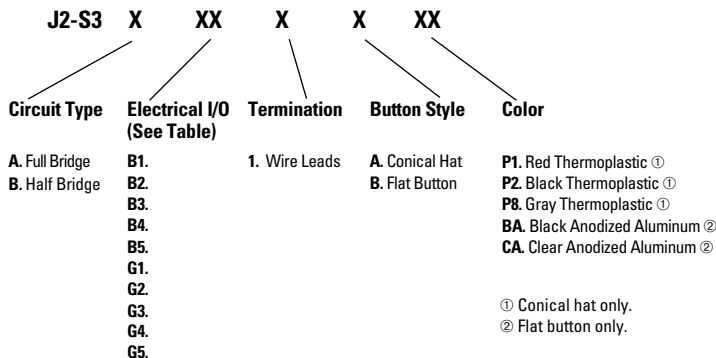 J2-S3 X XX X X XX
Circuit Type Electrical I/O Termination Button Style Color
(See Table)
A. Full Bridge B1. 1. Wire Leads A. Conical Hat P1. Red Thermoplastic ①
B. Half Bridge B2. B. Flat Button P2. Black Thermoplastic ①
B3. P8. Gray Thermoplastic ①
B4. BA. Black Anodized Aluminum ②
B5. CA. Clear Anodized Aluminum ②
G1.
G2.
G3. ① Conical hat only.
G4. ② Flat button only.
G5.